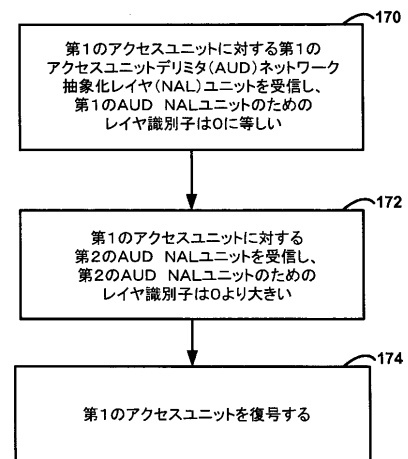 170
第1のアクセスユニットに対する第1の
アクセスユニットデリミタ(AUD)ネットワーク
抽象化レイヤ(NAL)ユニットを受信し、
第1のAUD NALユニットのための
レイヤ識別子は0に等しい
172
第1のアクセスユニットに対する
第2のAUD NALユニットを受信し、
第2のAUD NALユニットのための
レイヤ識別子は0より大きい
174
第1のアクセスユニットを復号する